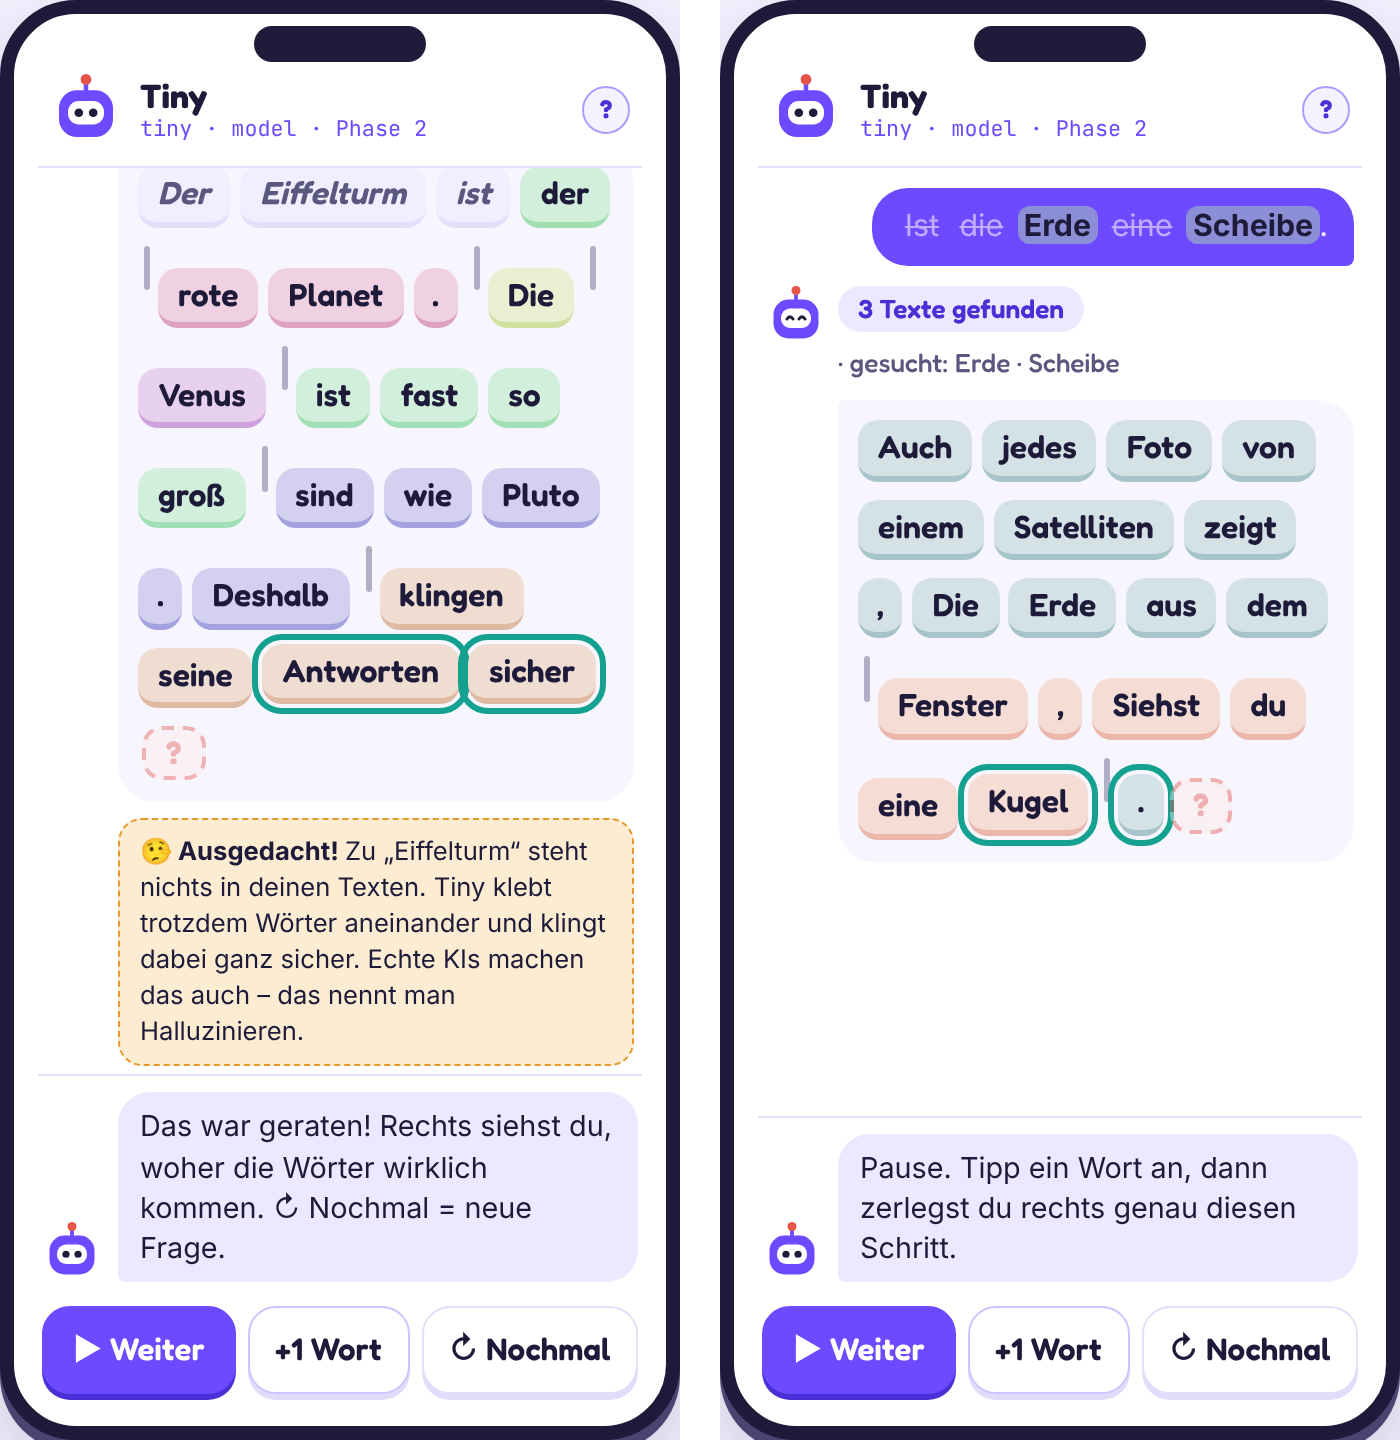 Tiny
tiny · model · Phase 2
?
Der Eiffelturm ist der
rote Planet . Die
Venus ist fast so
groß sind wie Pluto
. Deshalb klingen
seine Antworten sicher
?
🤥 Ausgedacht! Zu „Eiffelturm“ steht
nichts in deinen Texten. Tiny klebt
trotzdem Wörter aneinander und klingt
dabei ganz sicher. Echte KIs machen
das auch – das nennt man
Halluzinieren.
Das war geraten! Rechts siehst du,
woher die Wörter wirklich
kommen. ↻ Nochmal = neue
Frage.
▶ Weiter
+1 Wort
↻ Nochmal
Tiny
tiny · model · Phase 2
?
Ist die Erde eine Scheibe.
3 Texte gefunden
· gesucht: Erde · Scheibe
Auch jedes Foto von
einem Satelliten zeigt
, Die Erde aus dem
Fenster , Siehst du
eine Kugel . ?
Pause. Tipp ein Wort an, dann
zerlegst du rechts genau diesen
Schritt.
▶ Weiter
+1 Wort
↻ Nochmal